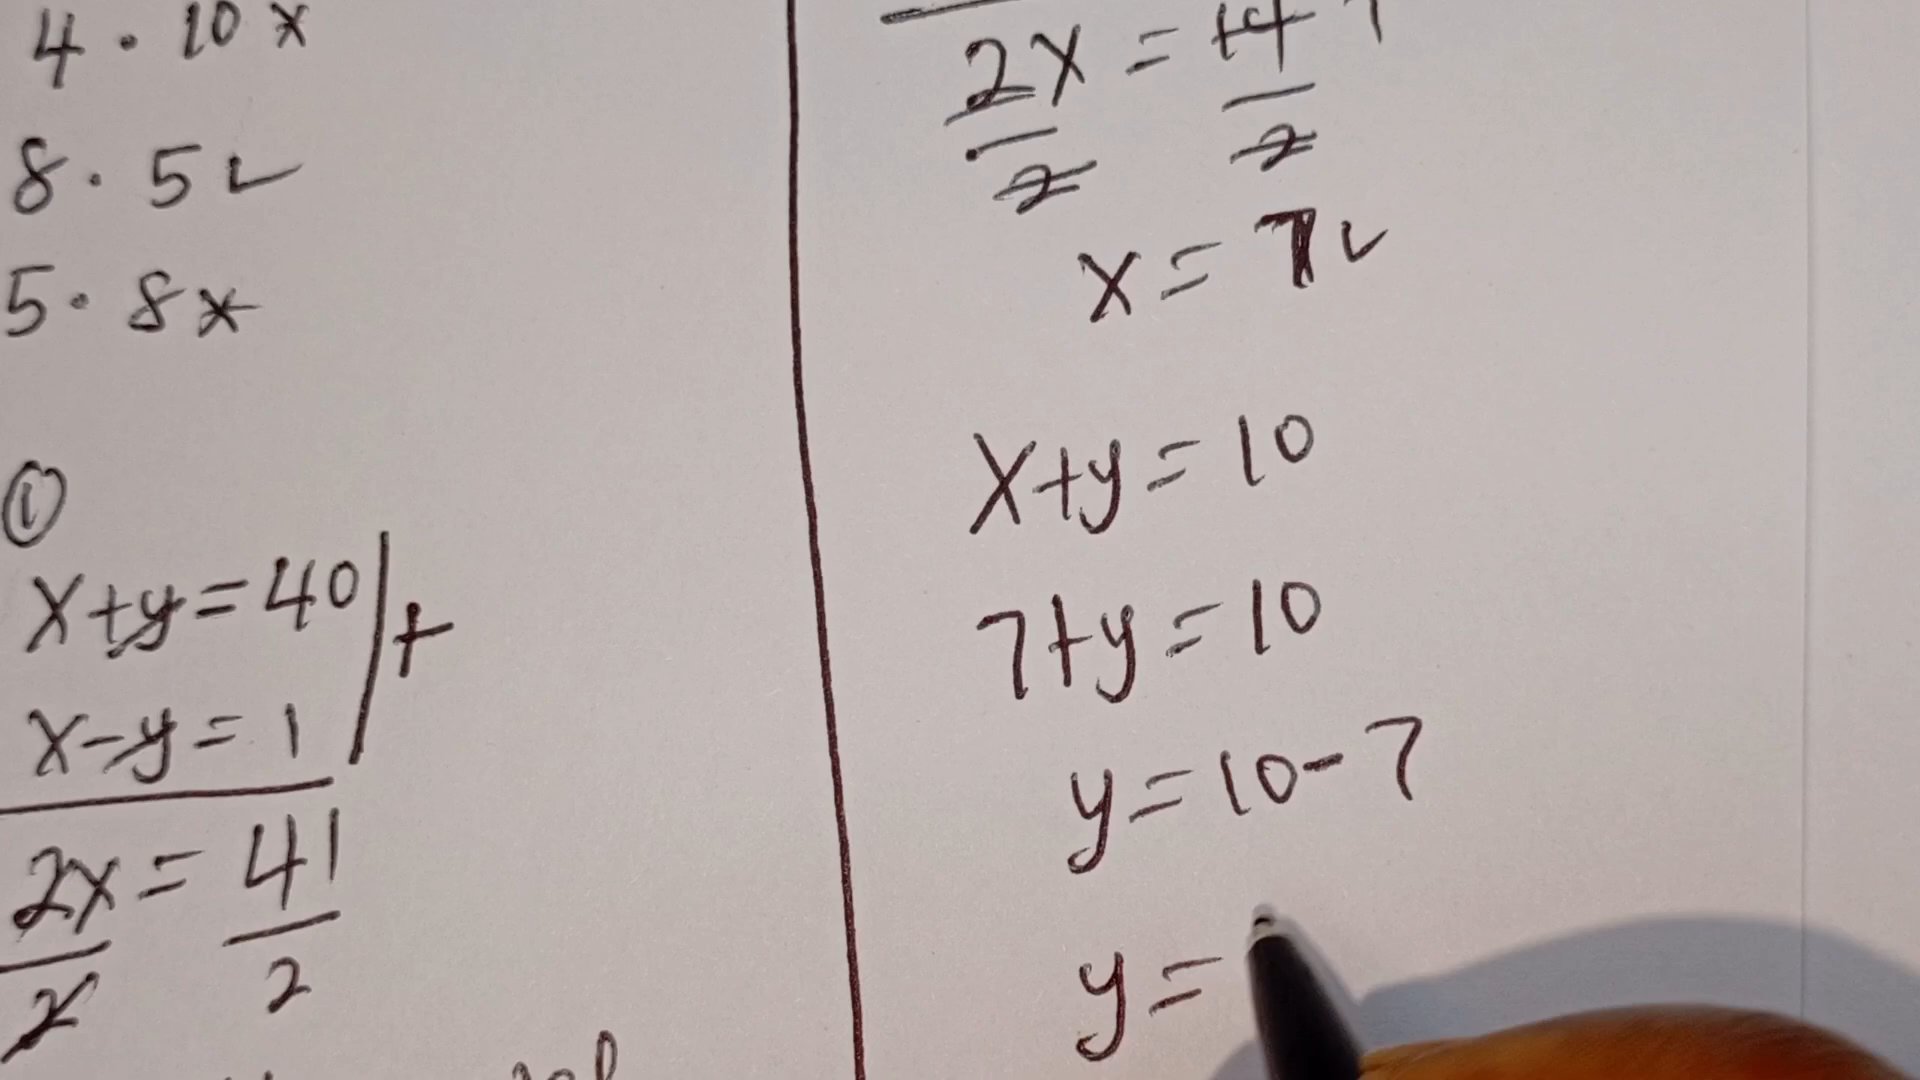 4 · 10 x
8 · 5 ✓
5 · 8 x
①
x+y=40 | +
x-y=1
2x = 41
2 2
2x = 14
2 2
x = 7 ✓
x+y=10
7+y=10
y=10-7
y=